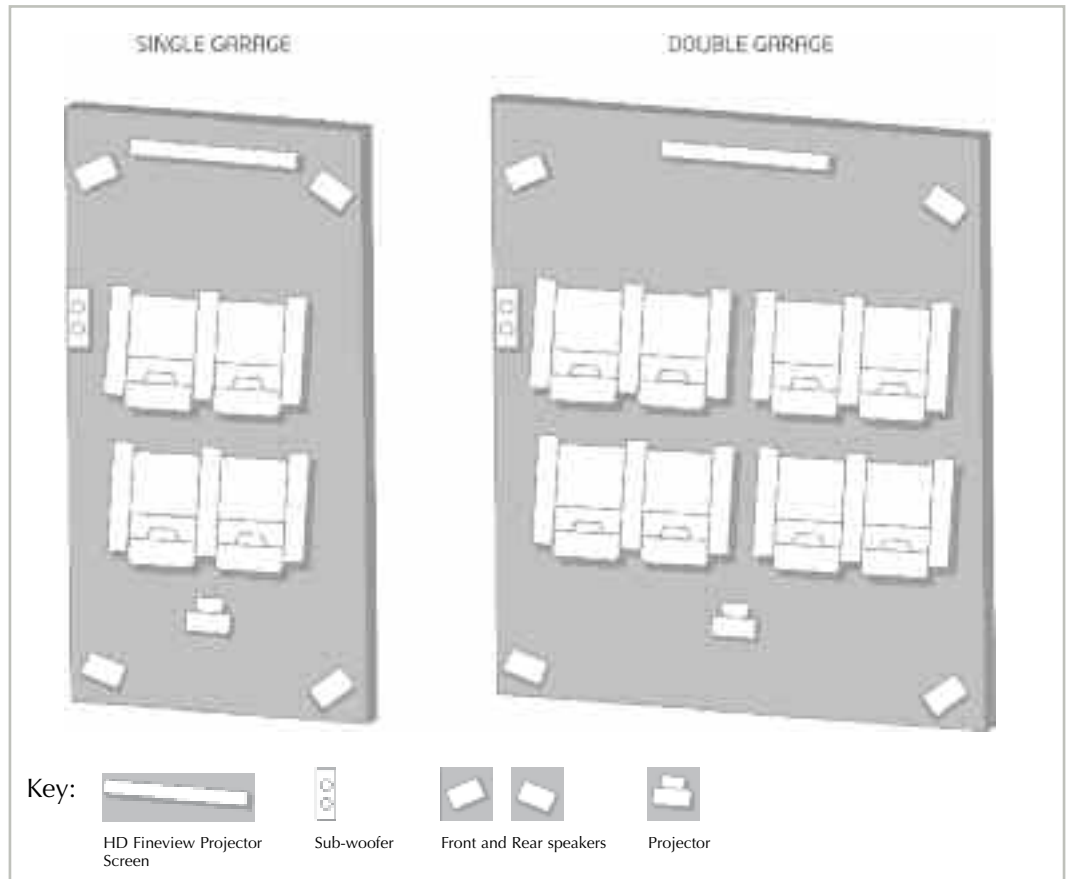 SINGLE GARAGE
DOUBLE GARAGE
Key:
HD Fineview Projector
Screen
Sub-woofer
Front and Rear speakers
Projector